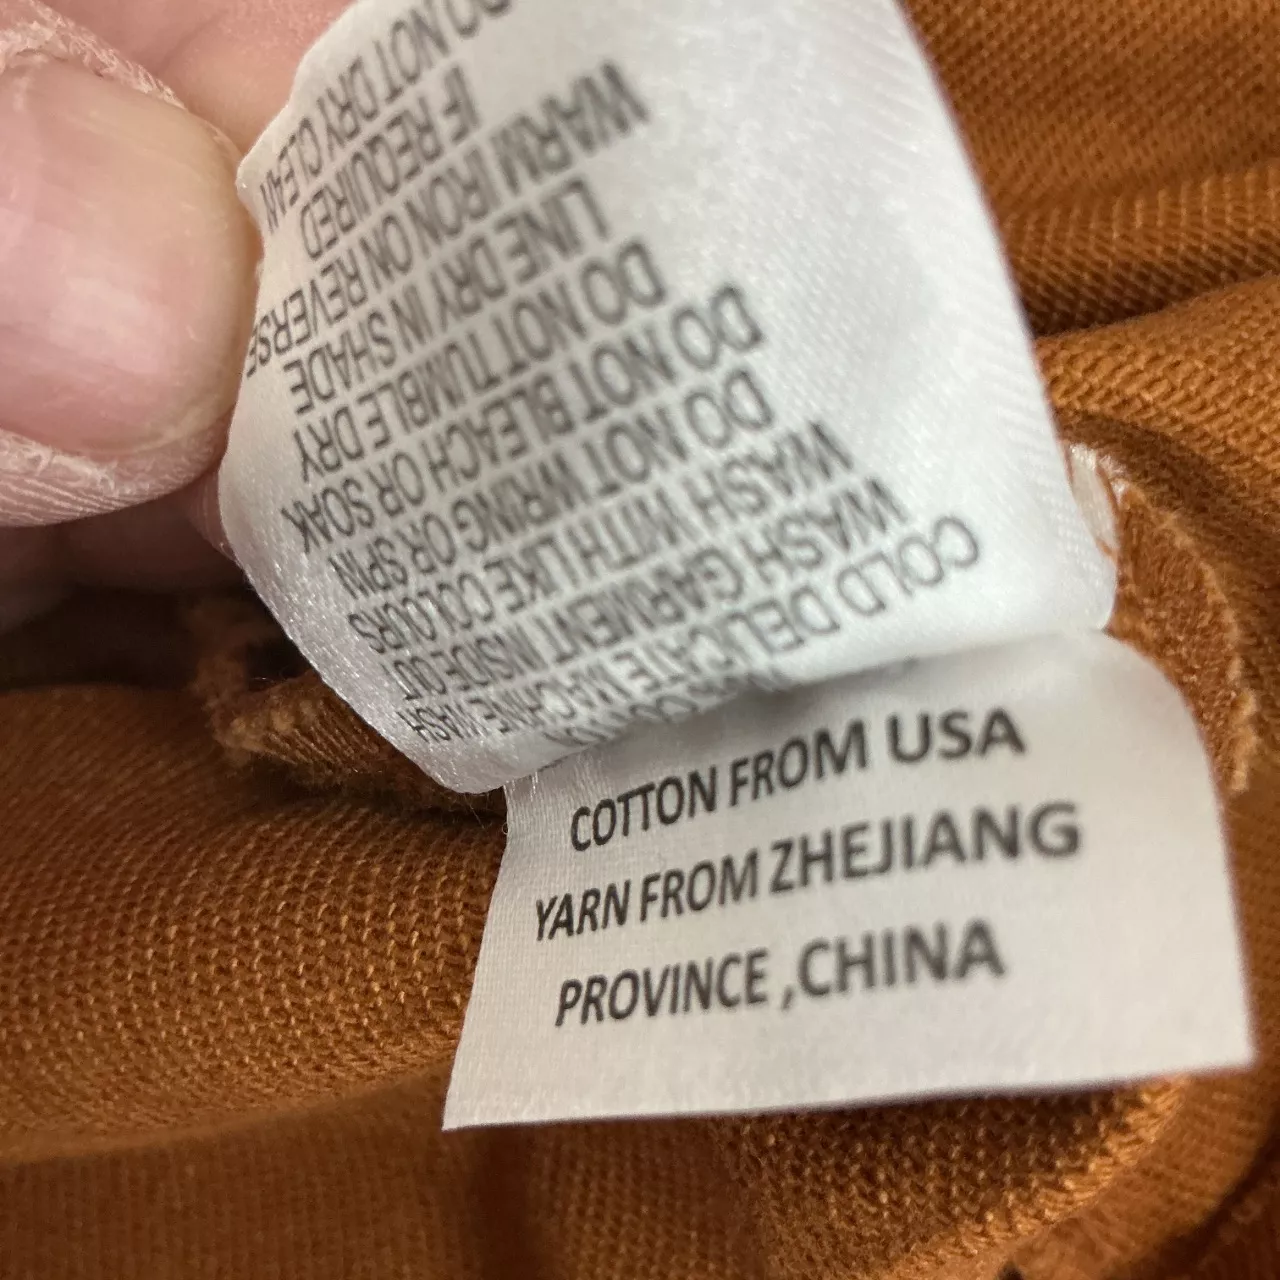 COLD DELICATE MACHINE WASH
WASH GARMENT INSIDE OUT
WASH WITH LIKE COLOURS
DO NOT WRING OR SPIN
DO NOT BLEACH OR SOAK
DO NOT TUMBLE DRY
LINE DRY IN SHADE
WARM IRON ON REVERSE
IF REQUIRED
DO NOT DRY CLEAN
COTTON FROM USA
YARN FROM ZHEJIANG
PROVINCE ,CHINA